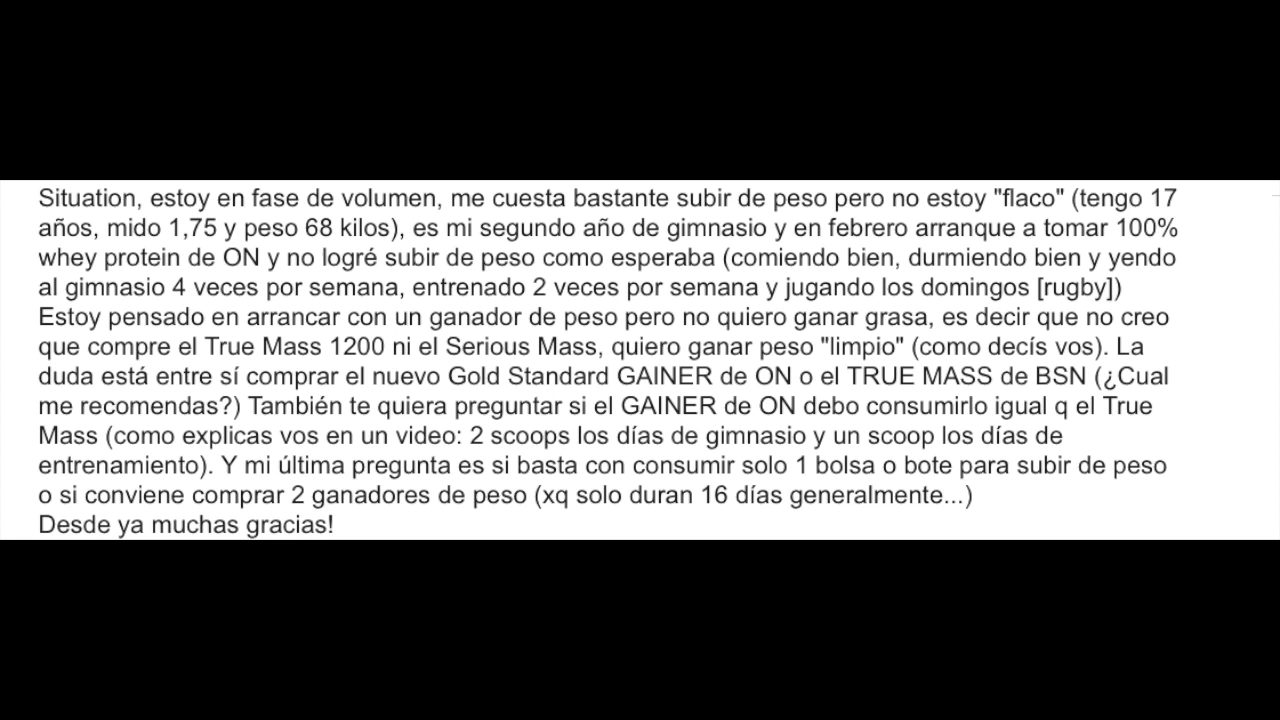 Situation, estoy en fase de volumen, me cuesta bastante subir de peso pero no estoy "flaco" (tengo 17
años, mido 1,75 y peso 68 kilos), es mi segundo año de gimnasio y en febrero arranque a tomar 100%
whey protein de ON y no logré subir de peso como esperaba (comiendo bien, durmiendo bien y yendo
al gimnasio 4 veces por semana, entrenado 2 veces por semana y jugando los domingos [rugby])
Estoy pensado en arrancar con un ganador de peso pero no quiero ganar grasa, es decir que no creo
que compre el True Mass 1200 ni el Serious Mass, quiero ganar peso "limpio" (como decís vos). La
duda está entre sí comprar el nuevo Gold Standard GAINER de ON o el TRUE MASS de BSN (¿Cual
me recomendas?) También te quiera preguntar si el GAINER de ON debo consumirlo igual q el True
Mass (como explicas vos en un video: 2 scoops los días de gimnasio y un scoop los días de
entrenamiento). Y mi última pregunta es si basta con consumir solo 1 bolsa o bote para subir de peso
o si conviene comprar 2 ganadores de peso (xq solo duran 16 días generalmente...)
Desde ya muchas gracias!